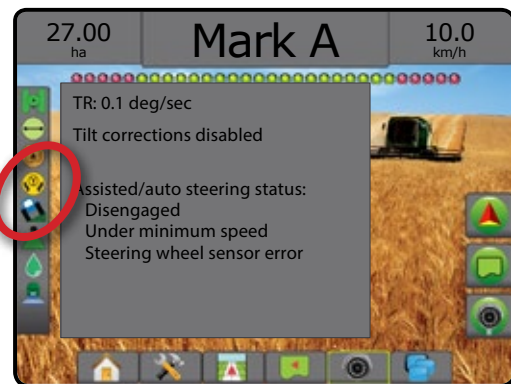 27.00
ha
Mark A
10.0
km/h
TR: 0.1 deg/sec
Tilt corrections disabled
Assisted/auto steering status:
Disengaged
Under minimum speed
Steering wheel sensor error